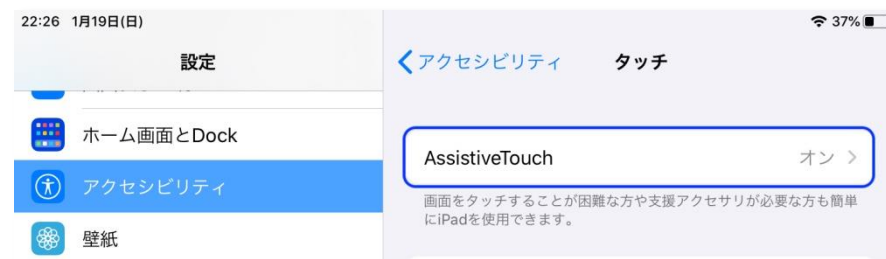 22:26 1月19日(日)
37%
設定
アクセシビリティ
タッチ
ホーム画面とDock
アクセシビリティ
壁紙
AssistiveTouch
オン
画面をタッチすることが困難な方や支援アクセサリが必要な方も簡単
にiPadを使用できます。